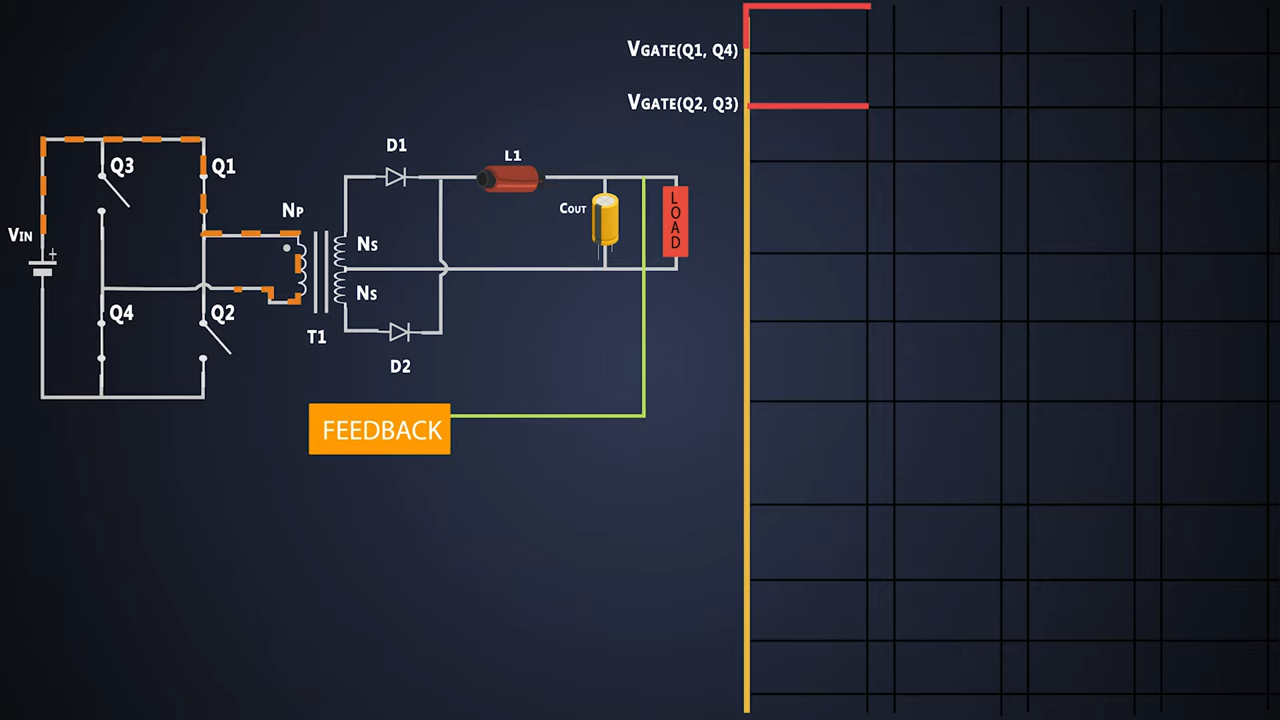 VGATE(Q1, Q4)
VGATE(Q2, Q3)
D1
L1
Q3
Q1
COUT
LOAD
NP
VIN
+
NS
NS
Q4
Q2
T1
D2
FEEDBACK